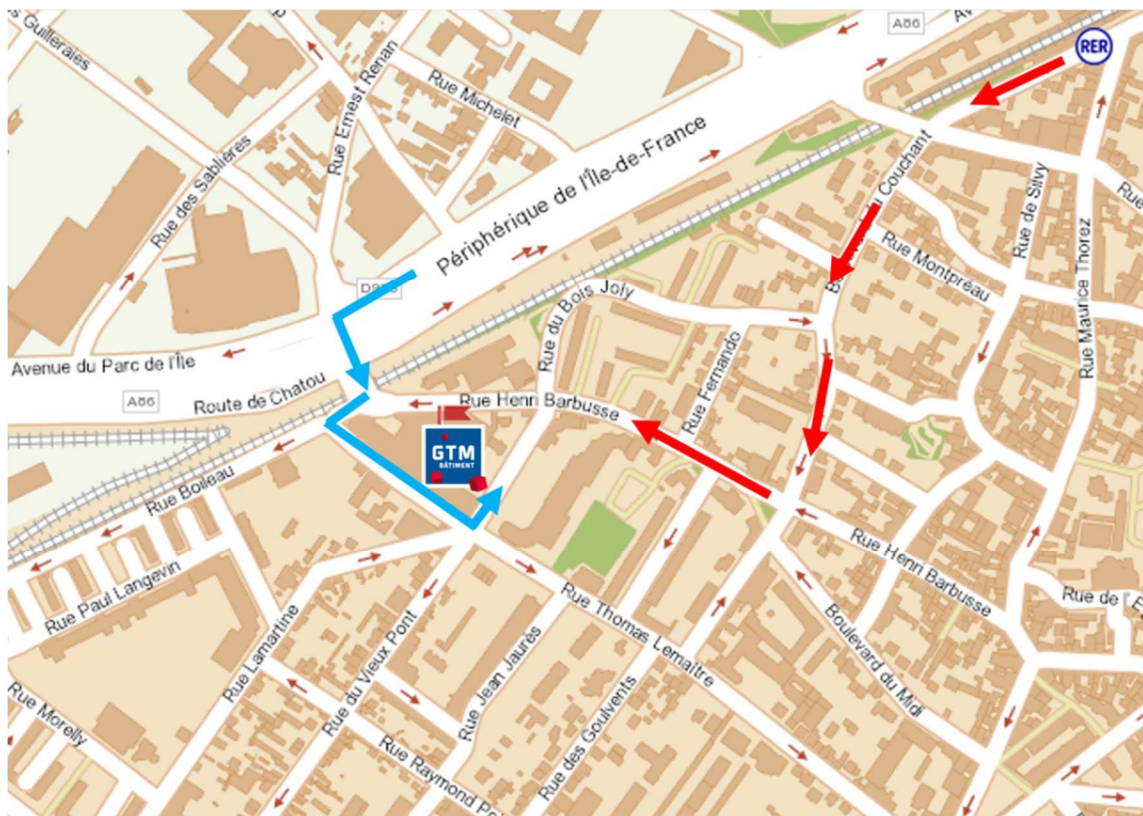 A86
RER
Guilleraies
Rue Ernest Renan
Rue Michelet
Rue des Sablières
Périphérique de l'Île-de-France
Couchant
Rue de Silvy
Rue
Rue Montpréau
Rue Maurice Thorez
Rue du Bois Joly
Avenue du Parc de l'Île
Rue Fernando
A86
Route de Chatou
Rue Henri Barbusse
GTM
BÂTIMENT
Rue Boileau
Rue Henri Barbusse
Rue Paul Langevin
Rue de
Rue Thomas Lemaître
Boulevard du Midi
Rue Lamartine
Rue du Vieux Pont
Rue Jean Jaurès
Rue des Goulvents
Rue Morelly
Rue Raymond